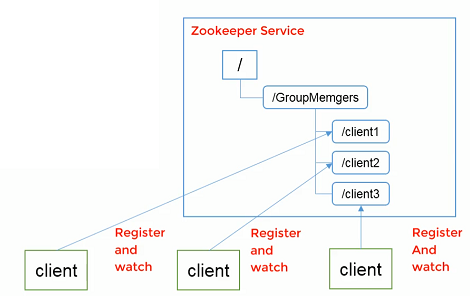 Zookeeper Service
/
/GroupMemgers
/client1
/client2
/client3
Register
and
watch
Register
and
watch
Register
And
watch
client
client
client